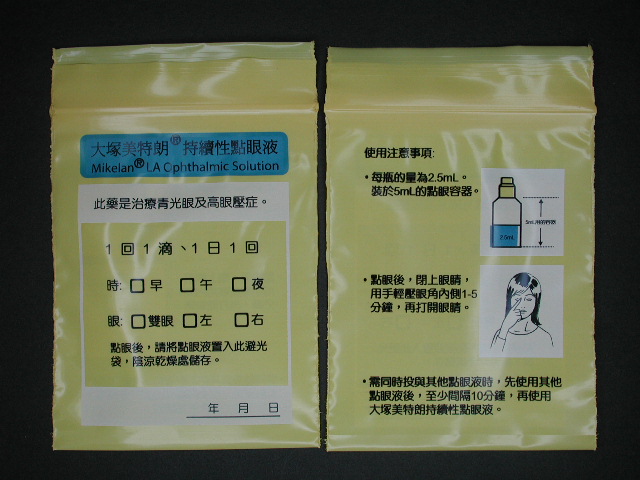 大塚美特朗®持續性點眼液
Mikelan® LA Ophthalmic Solution
此藥是治療青光眼及高眼壓症。
1回1滴、1日1回
時:□早 □午 □夜
眼:□雙眼 □左 □右
點眼後，請將點眼液置入此避光
袋，陰涼乾燥處儲存。
年 月 日
使用注意事項:
•每瓶的量為2.5mL。
裝於5mL的點眼容器。
5mL用的容器
2.5mL
•點眼後，閉上眼睛，
用手輕壓眼角內側1-5
分鐘，再打開眼睛。
•需同時投與其他點眼液時，先使用其他
點眼液後，至少間隔10分鐘，再使用
大塚美特朗持續性點眼液。